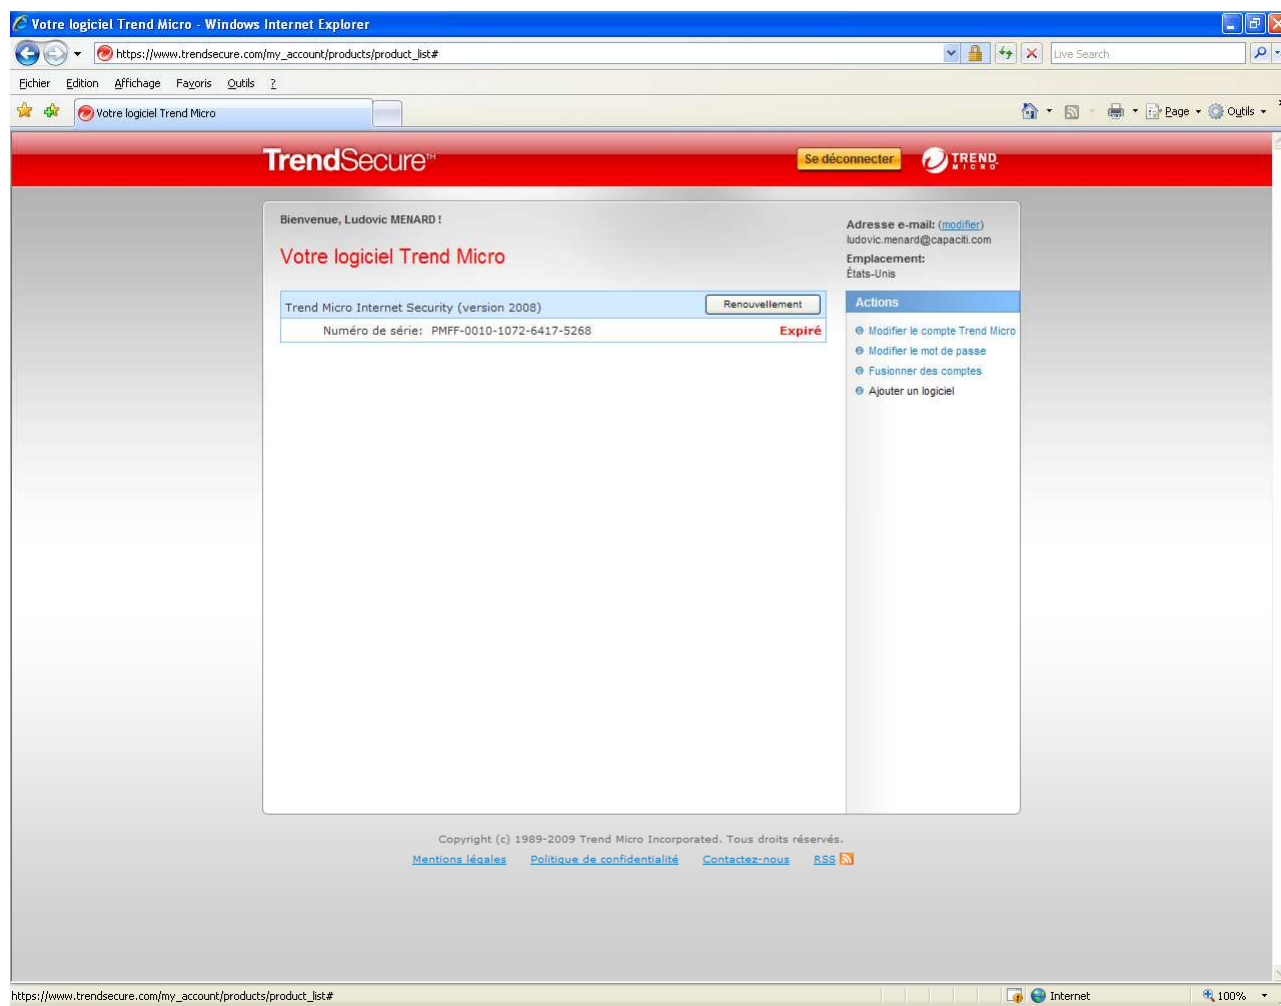 Votre logiciel Trend Micro - Windows Internet Explorer
https://www.trendsecure.com/my_account/products/product_list#
Live Search
Fichier Edition Affichage Favoris Outils ?
Votre logiciel Trend Micro
Page Outils
TrendSecure™
Se déconnecter
TREND MICRO
Bienvenue, Ludovic MENARD !
Votre logiciel Trend Micro
Trend Micro Internet Security (version 2008)
Renouvellement
Numéro de série: PMFF-0010-1072-6417-5268
Expiré
Adresse e-mail: (modifier)
ludovic.menard@capaciti.com
Emplacement:
États-Unis
Actions
Modifier le compte Trend Micro
Modifier le mot de passe
Fusionner des comptes
Ajouter un logiciel
Copyright (c) 1989-2009 Trend Micro Incorporated. Tous droits réservés.
Mentions légales Politique de confidentialité Contactez-nous RSS
https://www.trendsecure.com/my_account/products/product_list#
Internet
100%